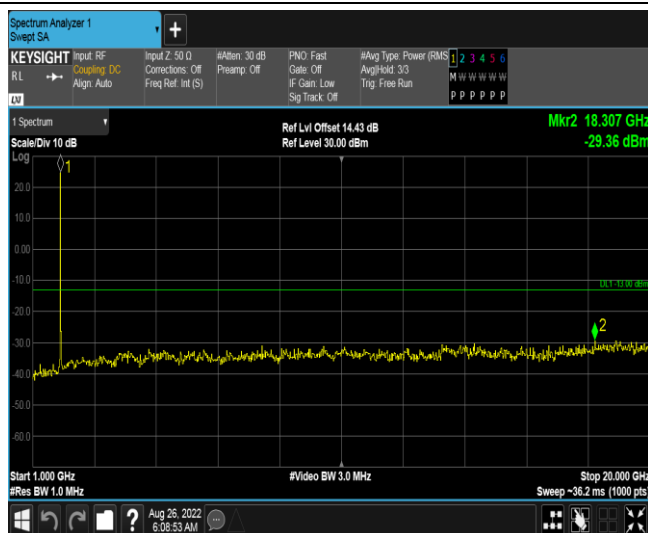 Spectrum Analyzer 1
Swept SA
+
KEYSIGHT
RL
LXI
Input: RF
Coupling: DC
Align: Auto
Input Z: 50 Ω
Corrections: Off
Freq Ref: Int (S)
#Atten: 30 dB
Preamp: Off
PNO: Fast
Gate: Off
IF Gain: Low
Sig Track: Off
#Avg Type: Power (RMS
Avg|Hold: 3/3
Trig: Free Run
1 2 3 4 5 6
M W W W W W
P P P P P P
1 Spectrum
Scale/Div 10 dB
Ref Lvl Offset 14.43 dB
Ref Level 30.00 dBm
Mkr2 18.307 GHz
-29.36 dBm
Log
1
20.0
10.0
0.00
-10.0
DL1 -13.00 dBm
-20.0
2
-30.0
-40.0
-50.0
-60.0
Start 1.000 GHz
#Video BW 3.0 MHz
Stop 20.000 GHz
#Res BW 1.0 MHz
Sweep ~36.2 ms (1000 pts)
?
Aug 26, 2022
6:08:53 AM